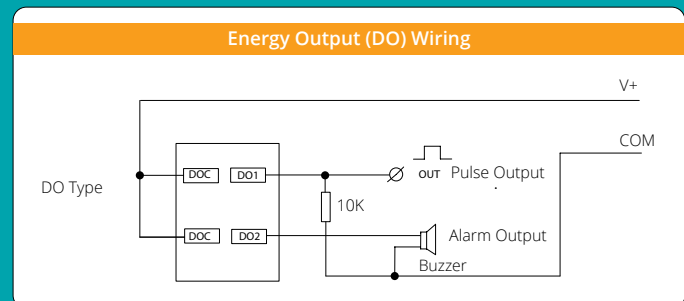 Energy Output (DO) Wiring
V+
COM
DOC DO1
OUT Pulse Output
DO Type
10K
DOC DO2
Alarm Output
Buzzer